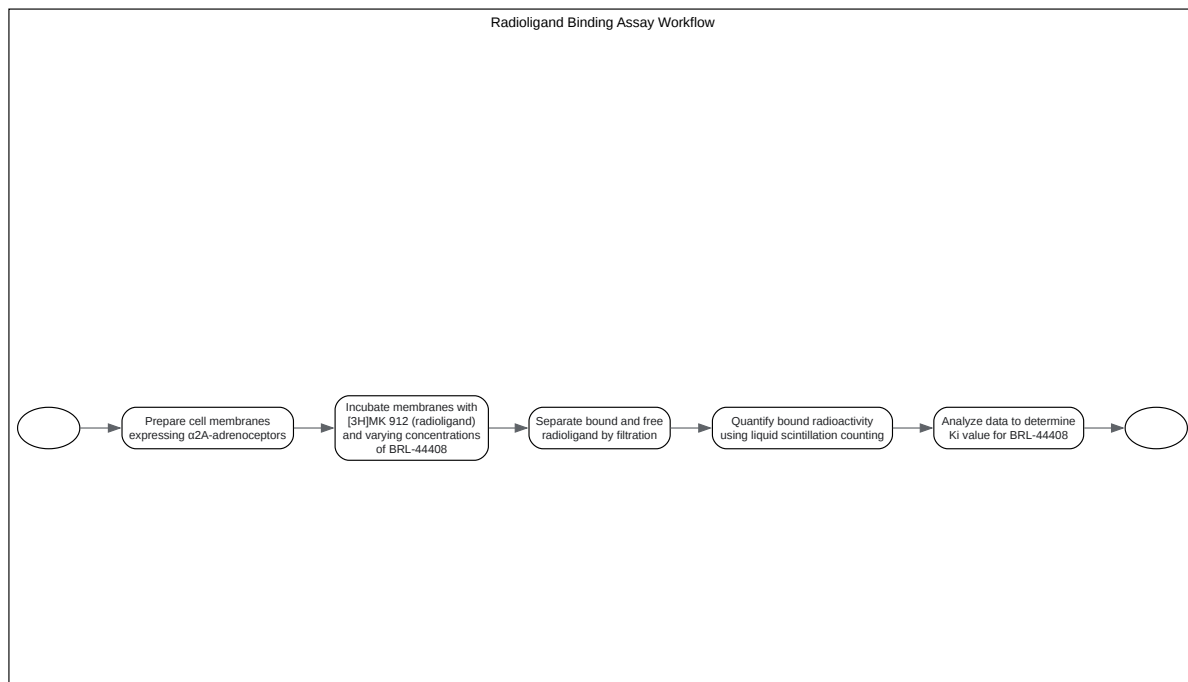 Radioligand Binding Assay Workflow
Prepare cell membranes
expressing α2A-adrenoceptors
Incubate membranes with
[3H]MK 912 (radioligand)
and varying concentrations
of BRL-44408
Separate bound and free
radioligand by filtration
Quantify bound radioactivity
using liquid scintillation counting
Analyze data to determine
Ki value for BRL-44408